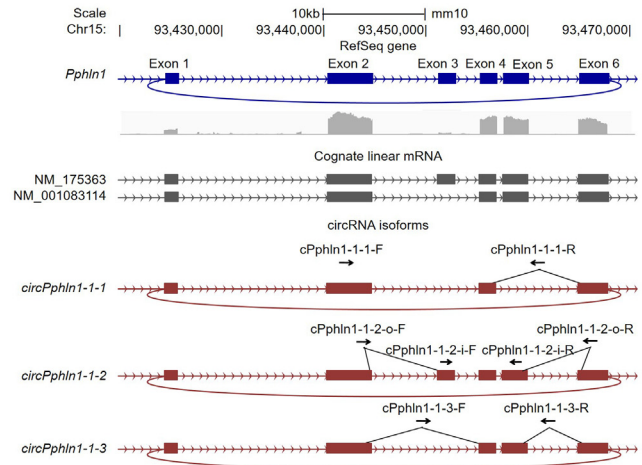 Scale 10kb mm10
Chr15: 93,430,000 93,440,000 93,450,000 93,460,000 93,470,000
RefSeq gene
Exon 1 Exon 2 Exon 3 Exon 4 Exon 5 Exon 6
Pphln1
Cognate linear mRNA
NM_175363
NM_001083114
circRNA isoforms
cPphln1-1-1-F cPphln1-1-1-R
circPphln1-1-1
cPphln1-1-2-o-F cPphln1-1-2-o-R
cPphln1-1-2-i-F cPphln1-1-2-i-R
circPphln1-1-2
cPphln1-1-3-F cPphln1-1-3-R
circPphln1-1-3